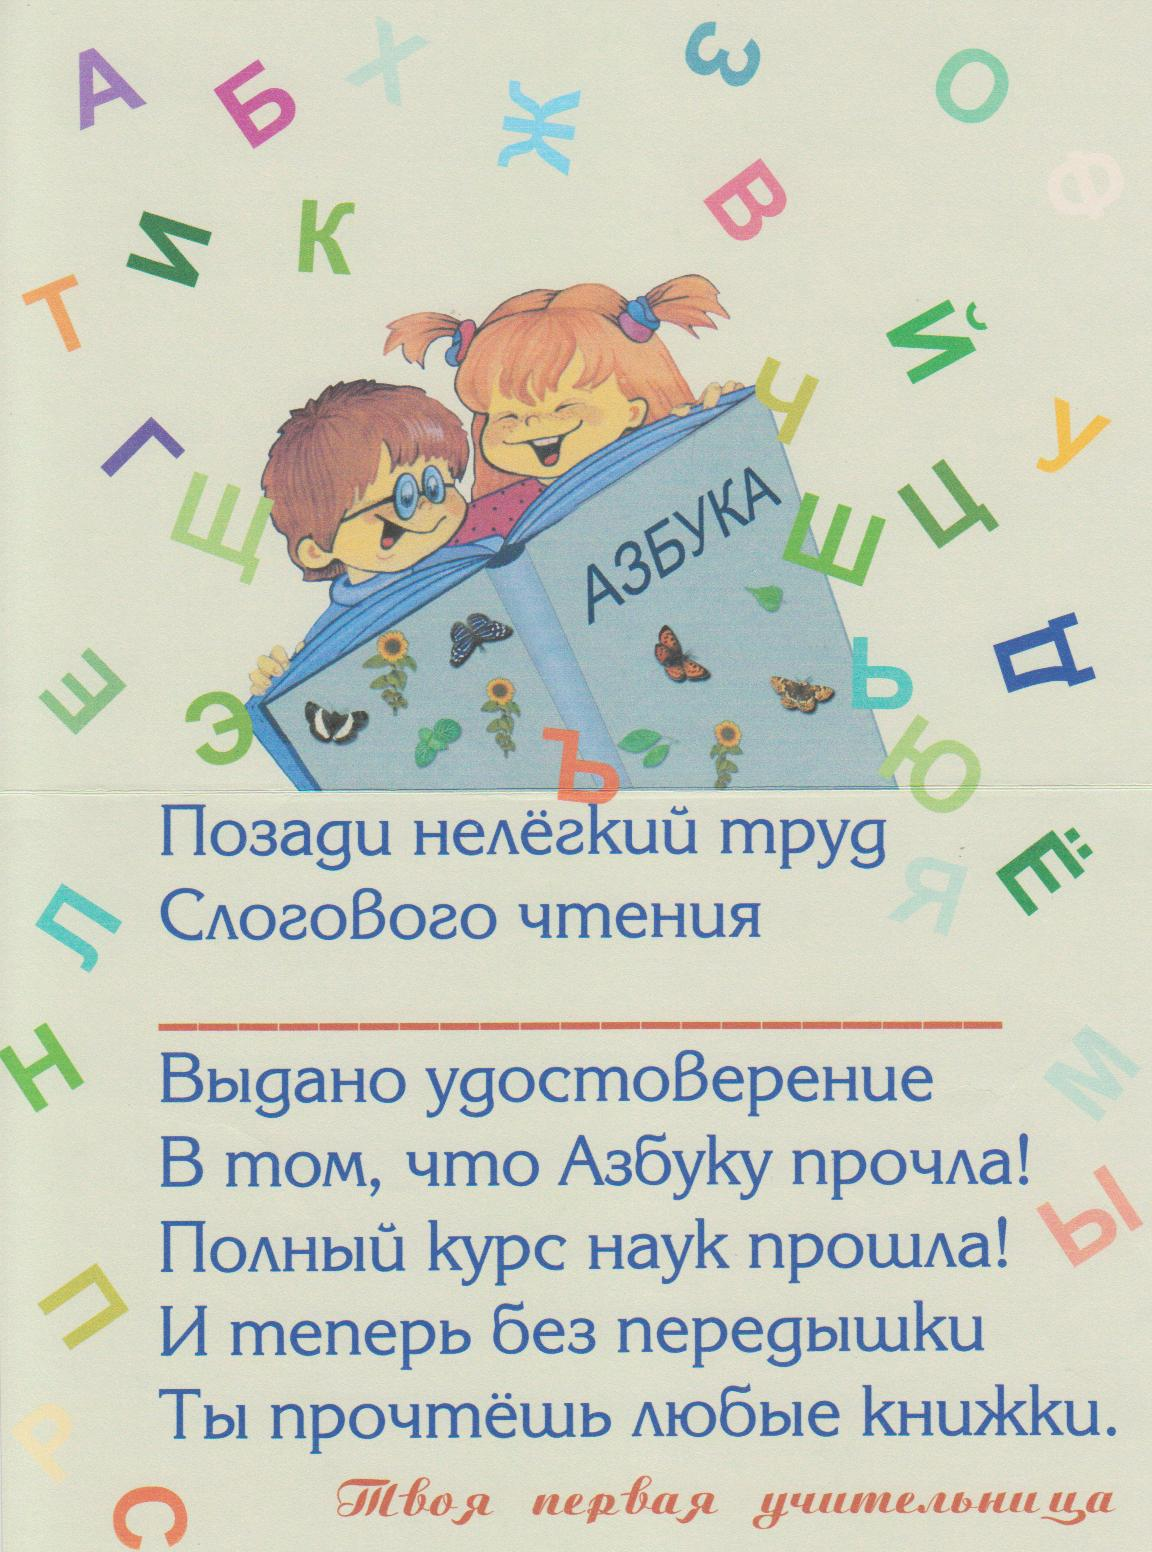 А Б Х Ж З О
В Ф
И К
Т
Й
Ч У
Г Щ
АЗБУКА
Ш Ц
Е Д
Ь
Э Ъ Ю
Позади нелёгкий труд
Слогового чтения
Я Ё
Л
Н
Выдано удостоверение
М
В том, что Азбуку прочла!
Ы
Полный курс наук прошла!
П
И теперь без передышки
Ты прочтёшь любые книжки.
Р
С
Твоя первая учительница